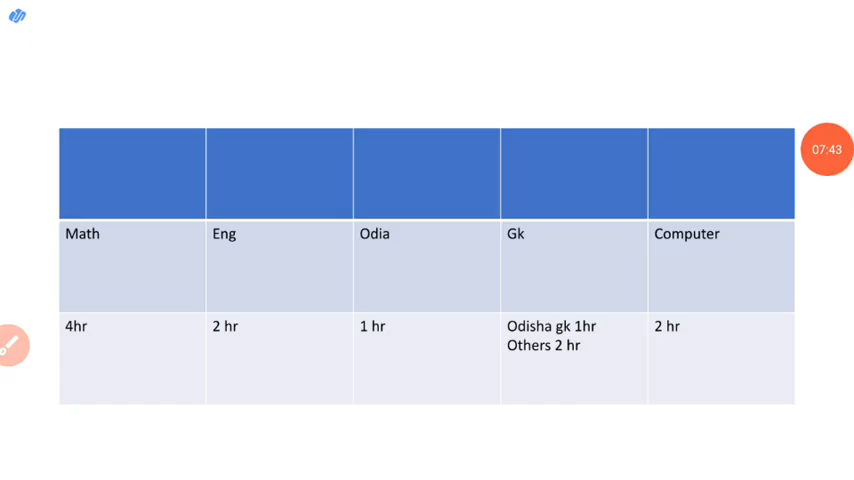 07:43
Math Eng Odia Gk Computer
4hr 2 hr 1 hr Odisha gk 1hr 2 hr
Others 2 hr